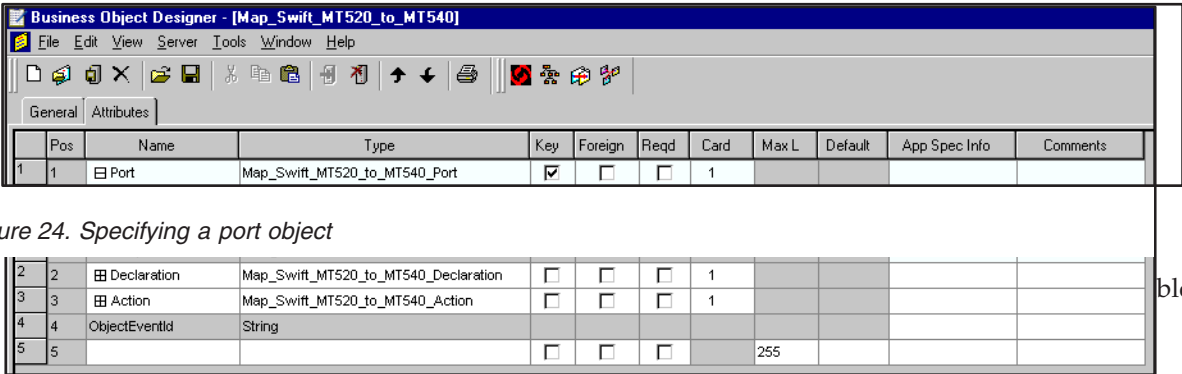 Business Object Designer - [Map_Swift_MT520_to_MT540]
File Edit View Server Tools Window Help
General Attributes
Pos Name Type Key Foreign Reqd Card Max L Default App Spec Info Comments
1 1 Port Map_Swift_MT520_to_MT540_Port 1
ure 24. Specifying a port object
2 2 Declaration Map_Swift_MT520_to_MT540_Declaration 1
3 3 Action Map_Swift_MT520_to_MT540_Action 1
4 4 ObjectEventId String
5 5 255
ble